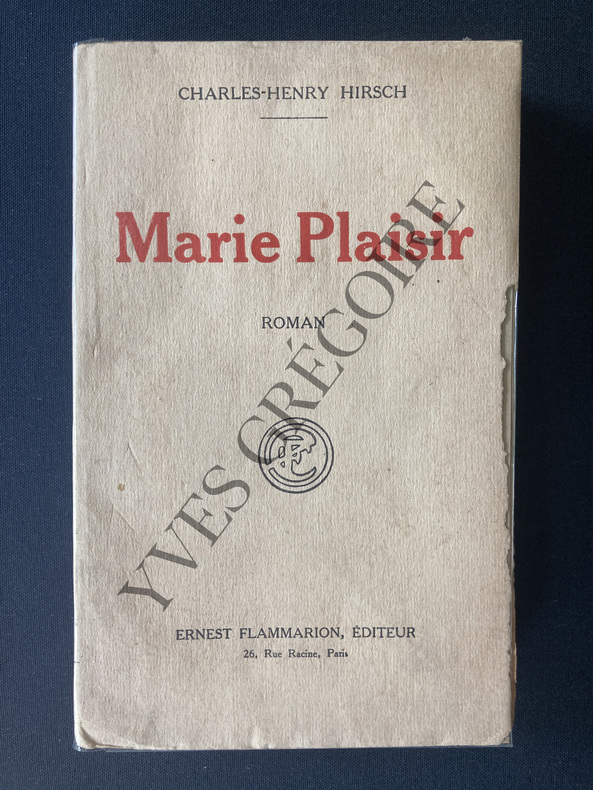 CHARLES-HENRY HIRSCH
Marie Plaisir
ROMAN
YVES GRÉGOIRE
ERNEST FLAMMARION, ÉDITEUR
26, Rue Racine, Paris